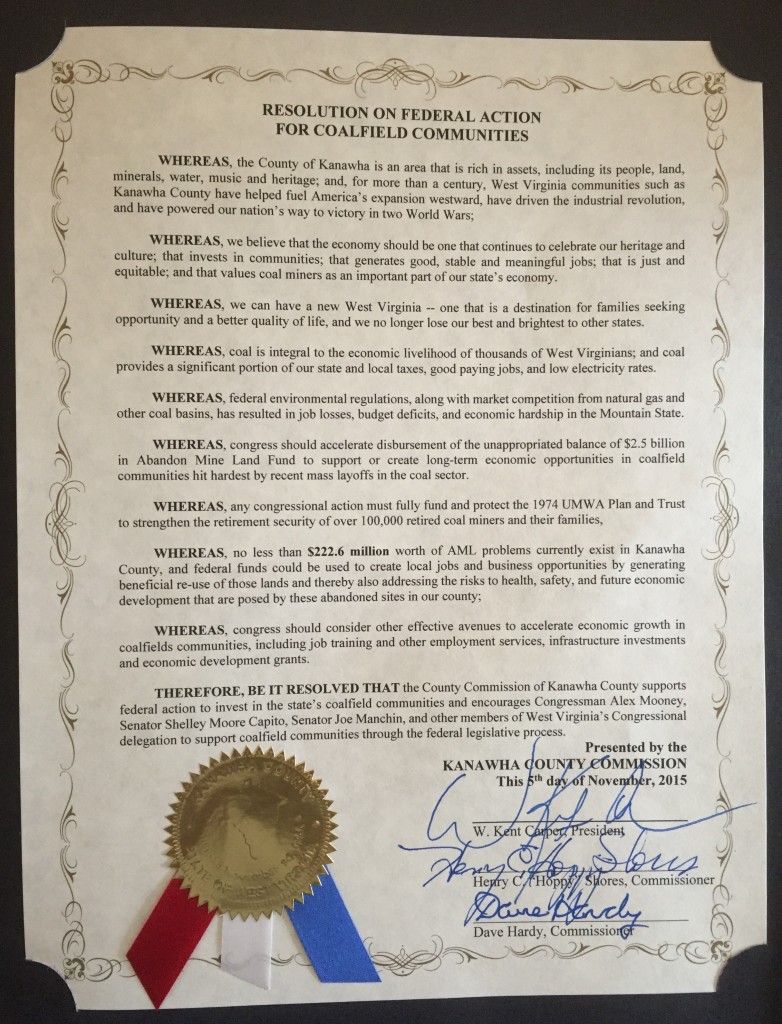 RESOLUTION ON FEDERAL ACTION
FOR COALFIELD COMMUNITIES
WHEREAS, the County of Kanawha is an area that is rich in assets, including its people, land,
minerals, water, music and heritage; and, for more than a century, West Virginia communities such as
Kanawha County have helped fuel America's expansion westward, have driven the industrial revolution,
and have powered our nation's way to victory in two World Wars;
WHEREAS, we believe that the economy should be one that continues to celebrate our heritage and
culture; that invests in communities; that generates good, stable and meaningful jobs; that is just and
equitable; and that values coal miners as an important part of our state's economy.
WHEREAS, we can have a new West Virginia -- one that is a destination for families seeking
opportunity and a better quality of life, and we no longer lose our best and brightest to other states.
WHEREAS, coal is integral to the economic livelihood of thousands of West Virginians; and coal
provides a significant portion of our state and local taxes, good paying jobs, and low electricity rates.
WHEREAS, federal environmental regulations, along with market competition from natural gas and
other coal basins, has resulted in job losses, budget deficits, and economic hardship in the Mountain State.
WHEREAS, congress should accelerate disbursement of the unappropriated balance of $2.5 billion
in Abandon Mine Land Fund to support or create long-term economic opportunities in coalfield
communities hit hardest by recent mass layoffs in the coal sector.
WHEREAS, any congressional action must fully fund and protect the 1974 UMWA Plan and Trust
to strengthen the retirement security of over 100,000 retired coal miners and their families,
WHEREAS, no less than $222.6 million worth of AML problems currently exist in Kanawha
County, and federal funds could be used to create local jobs and business opportunities by generating
beneficial re-use of those lands and thereby also addressing the risks to health, safety, and future economic
development that are posed by these abandoned sites in our county;
WHEREAS, congress should consider other effective avenues to accelerate economic growth in
coalfields communities, including job training and other employment services, infrastructure investments
and economic development grants.
THEREFORE, BE IT RESOLVED THAT the County Commission of Kanawha County supports
federal action to invest in the state's coalfield communities and encourages Congressman Alex Mooney,
Senator Shelley Moore Capito, Senator Joe Manchin, and other members of West Virginia's Congressional
delegation to support coalfield communities through the federal legislative process.
Presented by the
KANAWHA COUNTY COMMISSION
This 5th day of November, 2015
W. Kent Carper, President
Henry C. "Hoppy" Shores
Henry C. "Hoppy" Shores, Commissioner
Dave Hardy
Dave Hardy, Commissioner